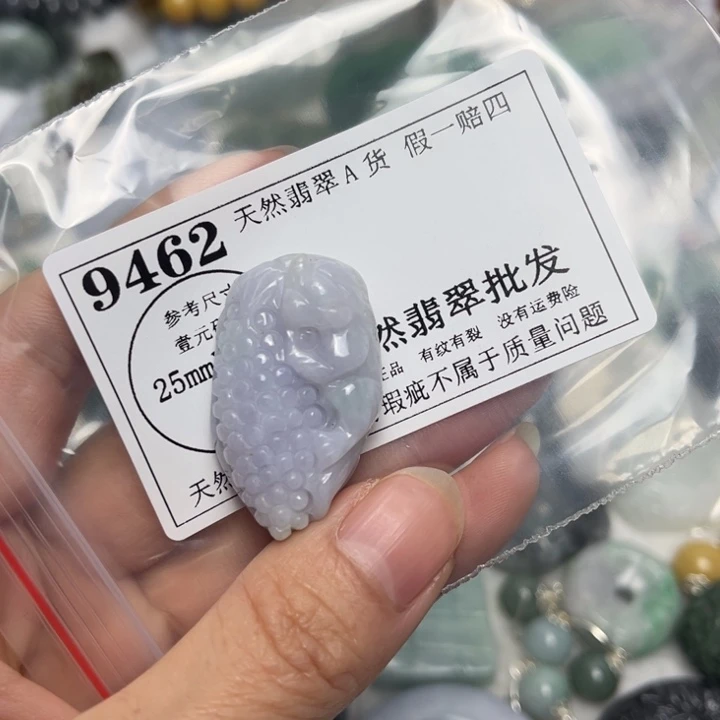 天然翡翠A货 假一赔四
9462
参考尺寸
壹元
25mm
然翡翠批发
正品 有纹有裂 没有运费险
瑕疵不属于质量问题
天然